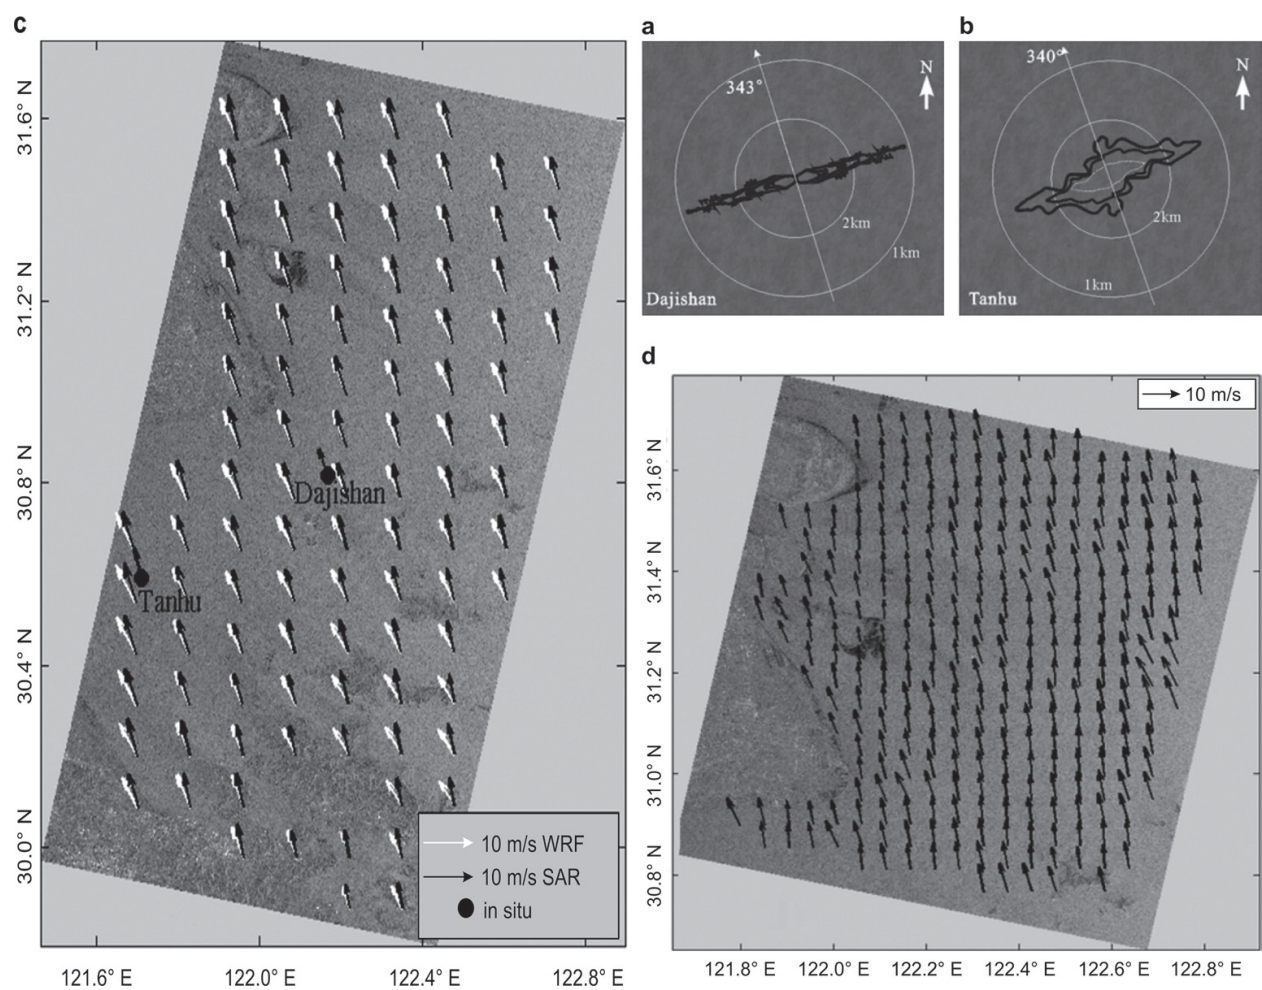 c
31.6° N
31.2° N
30.8° N
30.4° N
30.0° N
121.6° E
122.0° E
122.4° E
122.8° E
Dajishan
Tanhu
10 m/s WRF
10 m/s SAR
in situ
a
343°
N
2km
1km
Dajishan
b
340°
N
2km
1km
Tanhu
d
10 m/s
31.6° N
31.4° N
31.2° N
31.0° N
30.8° N
121.8° E
122.0° E
122.2° E
122.4° E
122.6° E
122.8° E